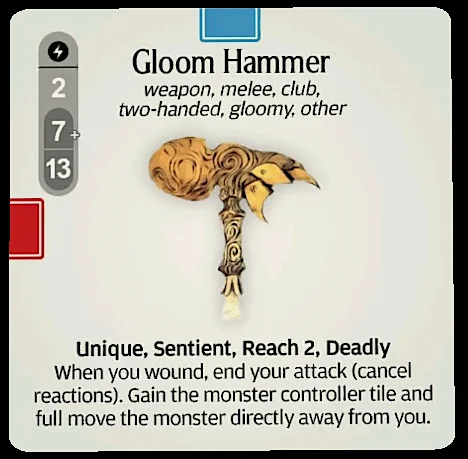 Gloom Hammer
weapon, melee, club,
two-handed, gloomy, other
2
7+
13
Unique, Sentient, Reach 2, Deadly
When you wound, end your attack (cancel
reactions). Gain the monster controller tile and
full move the monster directly away from you.